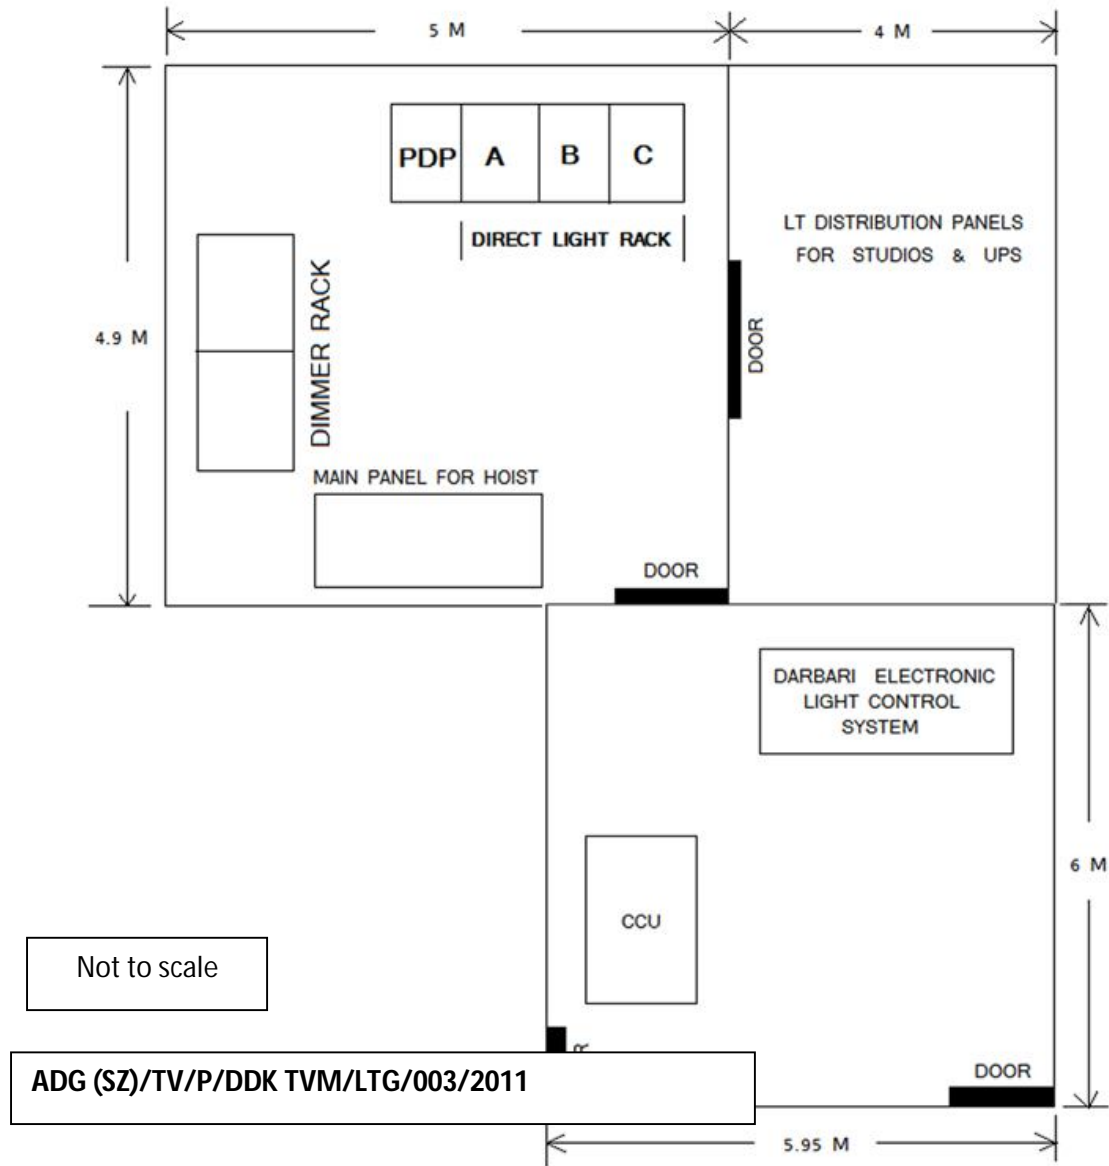 5 M
4 M
PDP A B C
DIRECT LIGHT RACK
LT DISTRIBUTION PANELS
FOR STUDIOS & UPS
DIMMER RACK
DOOR
4.9 M
MAIN PANEL FOR HOIST
DOOR
DARBARI ELECTRONIC
LIGHT CONTROL
SYSTEM
6 M
CCU
Not to scale
ADG (SZ)/TV/P/DDK TVM/LTG/003/2011
DOOR
5.95 M